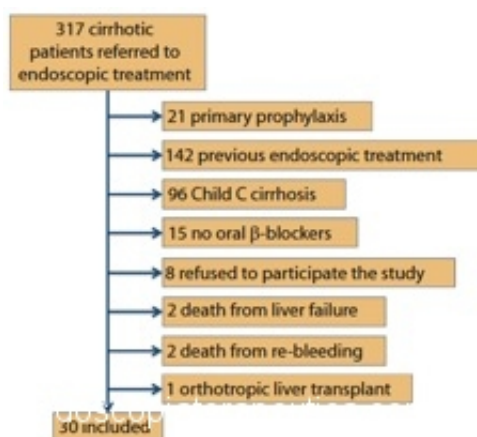 317 cirrhotic
patients referred to
endoscopic treatment
21 primary prophylaxis
142 previous endoscopic treatment
96 Child C cirrhosis
15 no oral β-blockers
8 refused to participate the study
2 death from liver failure
2 death from re-bleeding
1 orthotropic liver transplant
30 included